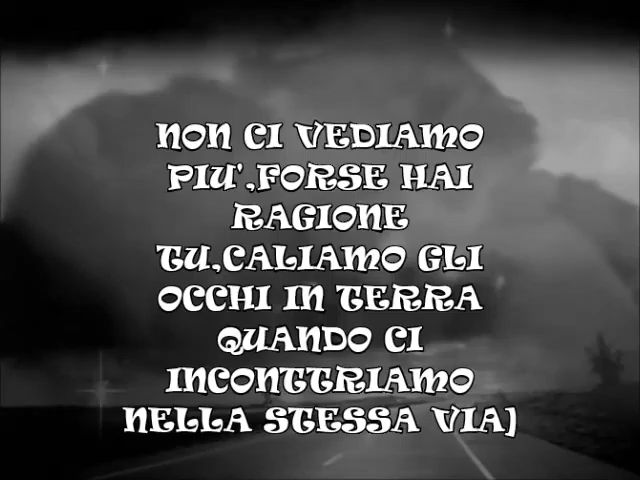 NON CI VEDIAMO
PIU',FORSE HAI
RAGIONE
TU,CALIAMO GLI
OCCHI IN TERRA
QUANDO CI
INCONTTRIAMO
NELLA STESSA VIA)